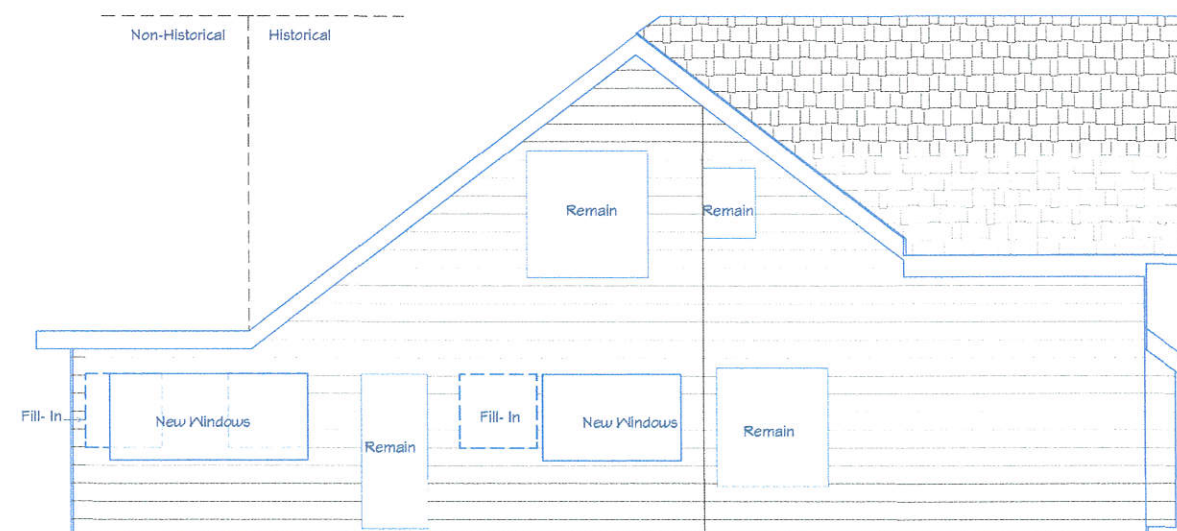 Non-Historical
Historical
Remain
Remain
Fill- In
New Windows
Remain
Fill- In
New Windows
Remain